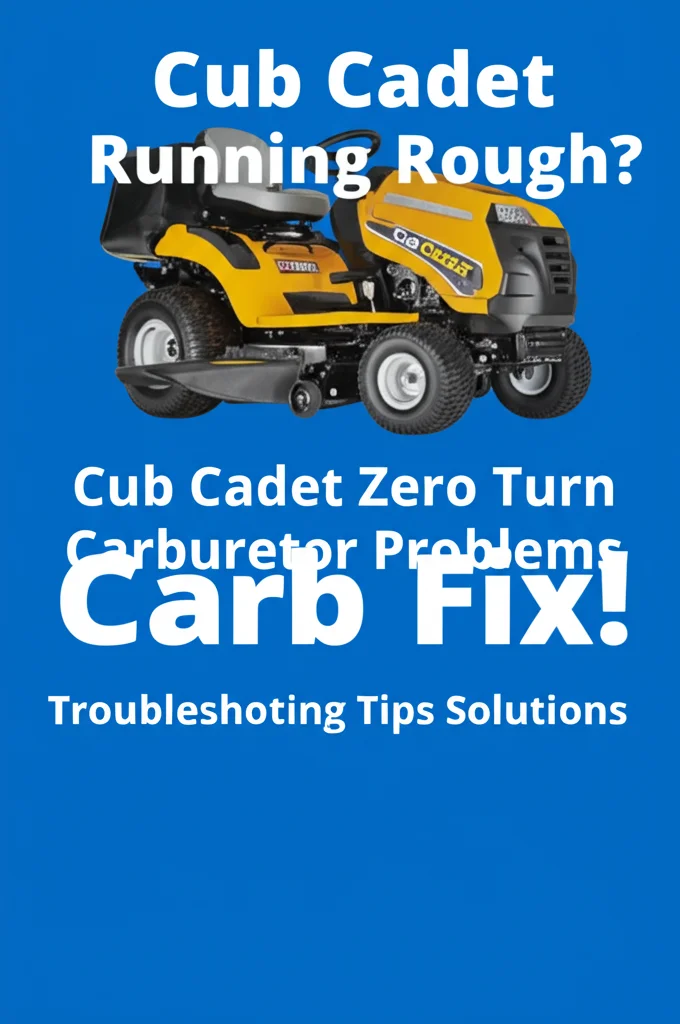 Cub Cadet
Running Rough?
Cub Cadet Zero Turn
Carburetor Problems
Carb Fix!
Troubleshoting Tips Solutions